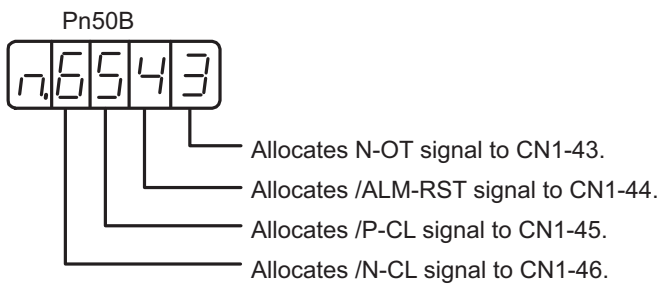 Pn50B
n.6543
Allocates N-OT signal to CN1-43.
Allocates /ALM-RST signal to CN1-44.
Allocates /P-CL signal to CN1-45.
Allocates /N-CL signal to CN1-46.